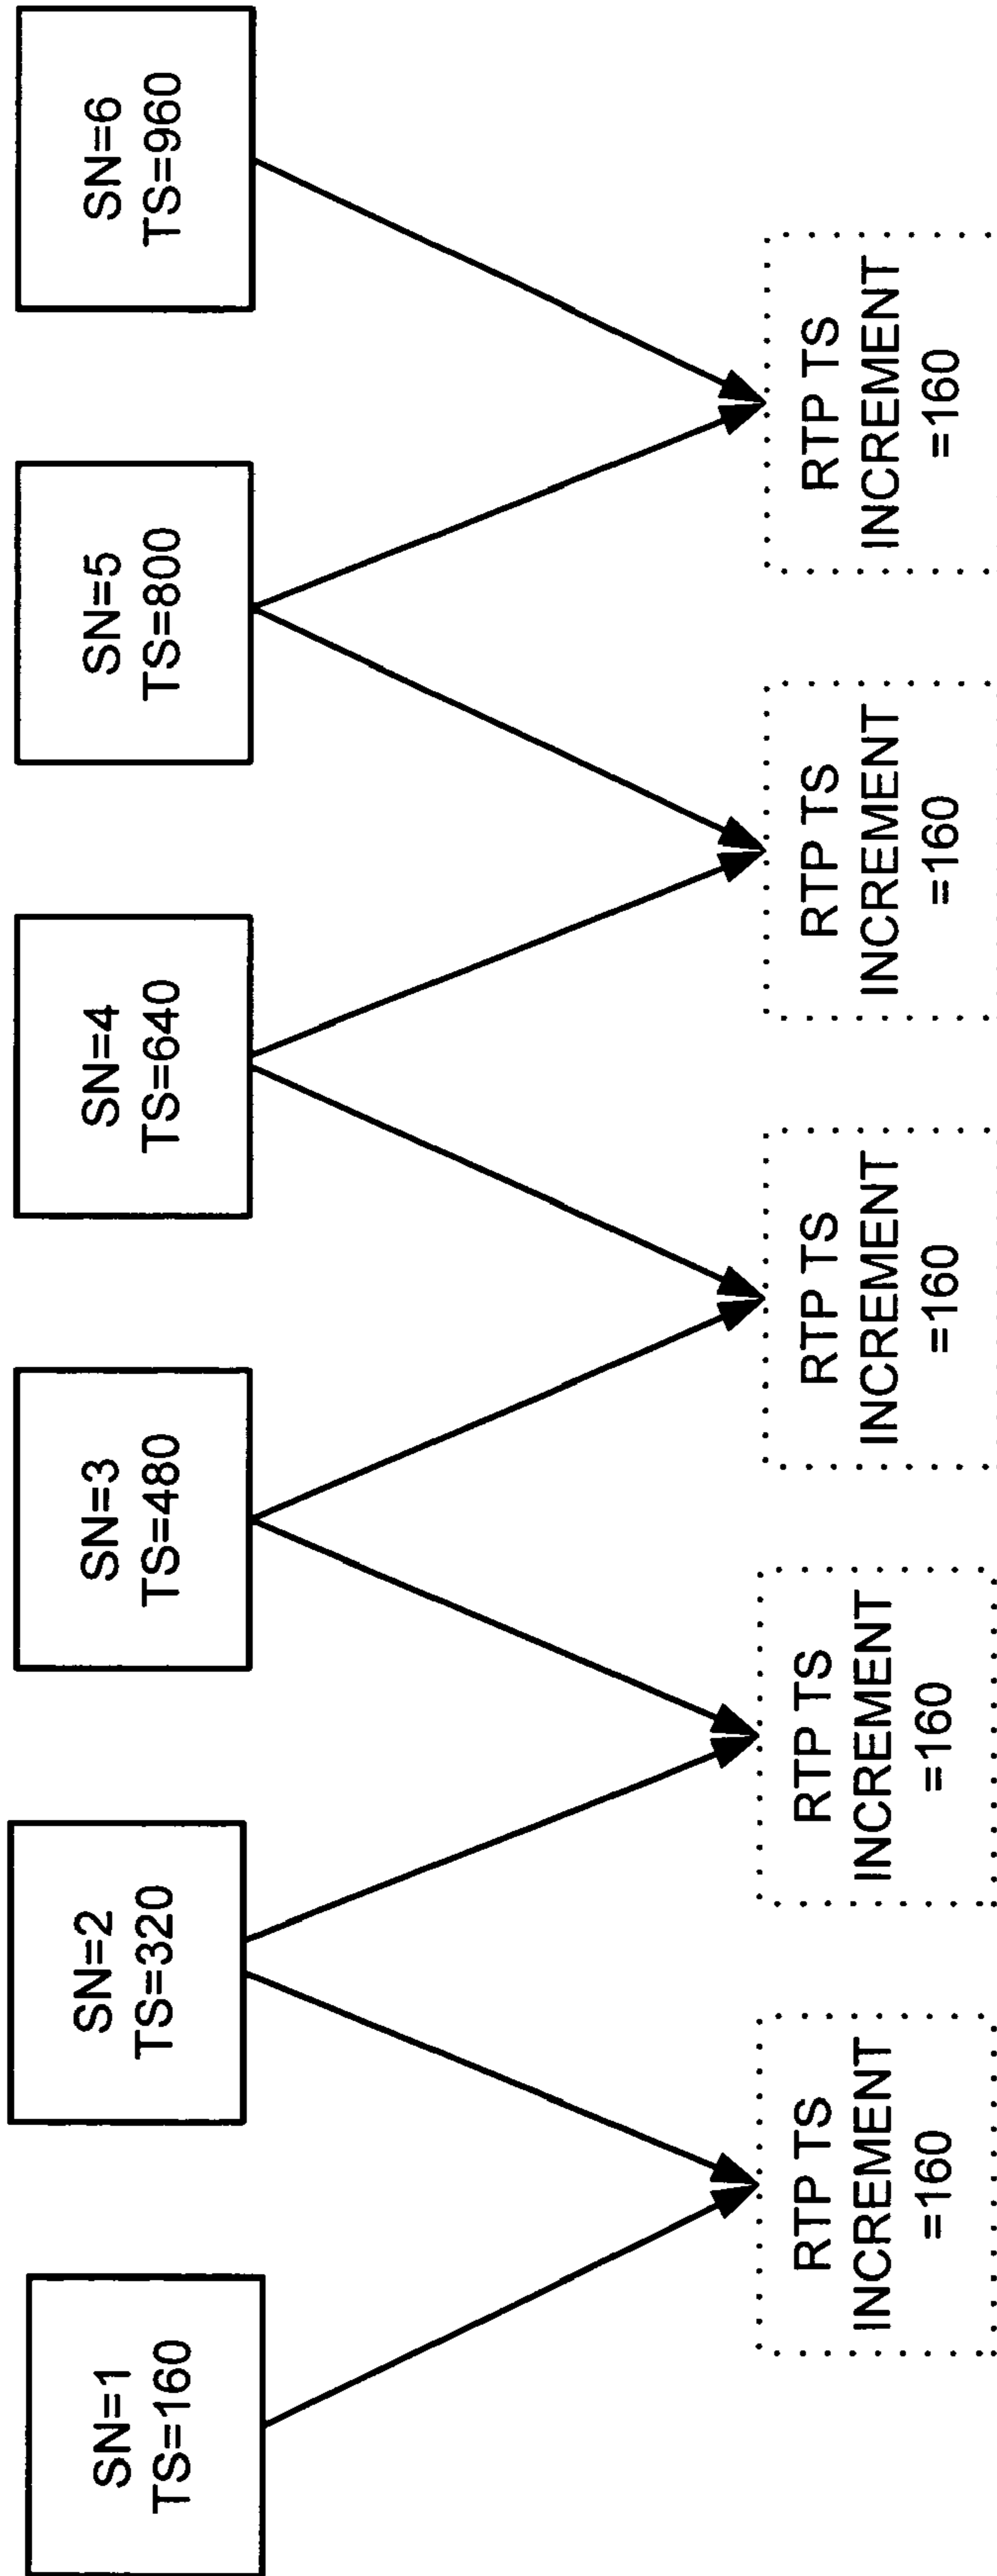 SN=1
TS=160
SN=2
TS=320
SN=3
TS=480
SN=4
TS=640
SN=5
TS=800
SN=6
TS=960
RTP TS
INCREMENT
=160
RTP TS
INCREMENT
=160
RTP TS
INCREMENT
=160
RTP TS
INCREMENT
=160
RTP TS
INCREMENT
=160